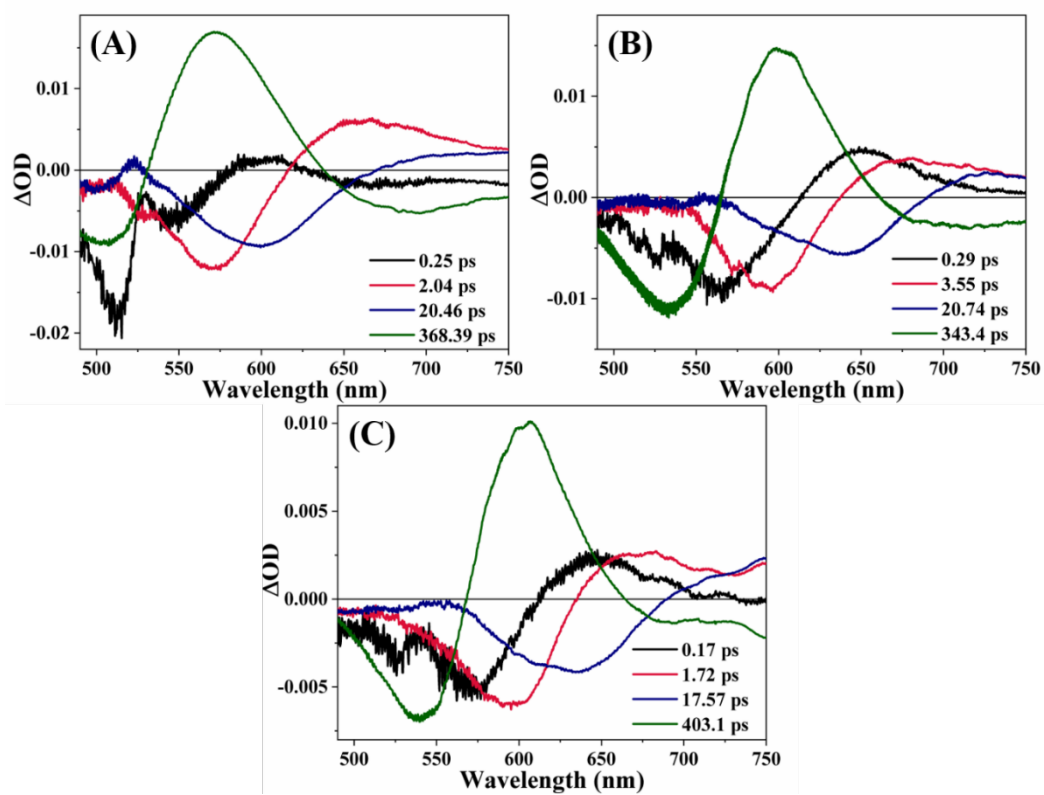 (A)
0.01
0.00
-0.01
-0.02
ΔOD
500 550 600 650 700 750
Wavelength (nm)
0.25 ps
2.04 ps
20.46 ps
368.39 ps
(B)
0.01
0.00
-0.01
ΔOD
500 550 600 650 700 750
Wavelength (nm)
0.29 ps
3.55 ps
20.74 ps
343.4 ps
(C)
0.010
0.005
0.000
-0.005
ΔOD
500 550 600 650 700 750
Wavelength (nm)
0.17 ps
1.72 ps
17.57 ps
403.1 ps